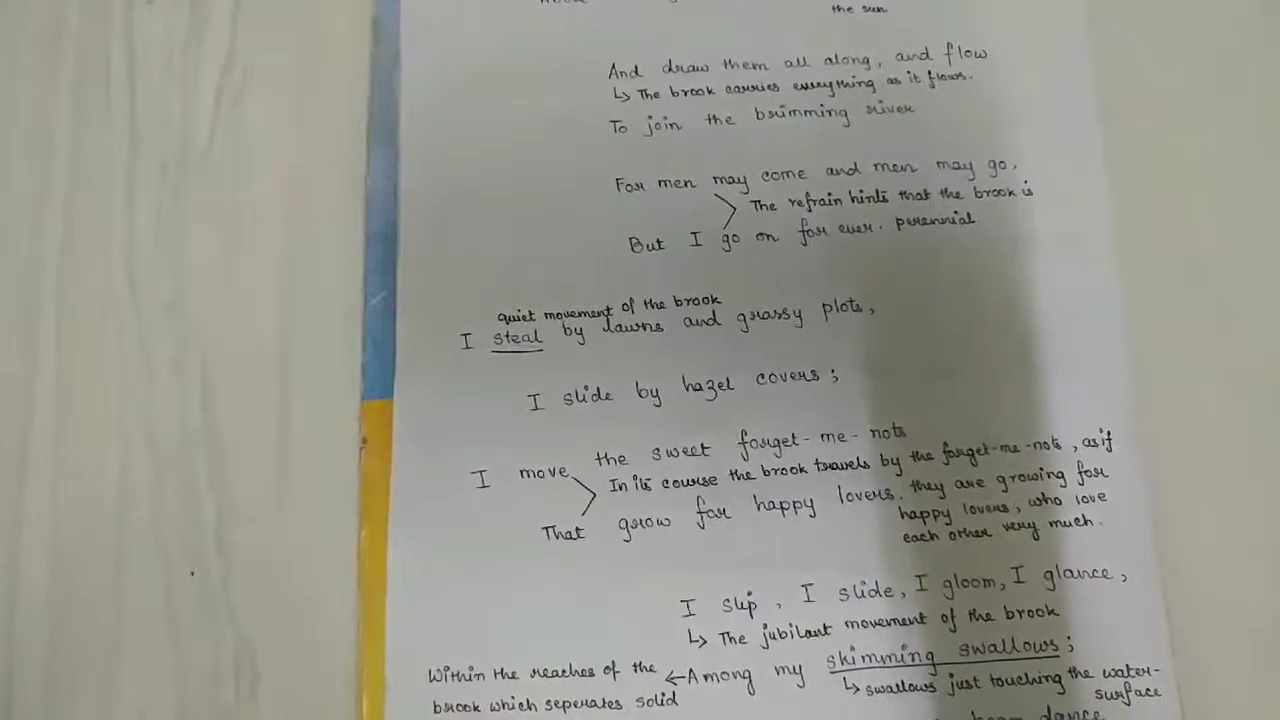 the sun
And draw them all along, and flow
↳ The brook carries everything as it flows.
To join the brimming river
For men may come and men may go,
The refrain hints that the brook is
perennial
But I go on for ever.
quiet movement of the brook
I steal by lawns and grassy plots,
I slide by hazel covers;
I move the sweet forget-me-nots
In its course the brook travels by the forget-me-nots, as if
they are growing for
happy lovers, who love
each other very much.
That grow for happy lovers.
I slip, I slide, I gloom, I glance,
↳ The jubilant movement of the brook
Among my skimming swallows;
↳ swallows just touching the water-
surface
Within the reaches of the
brook which seperates solid
dance